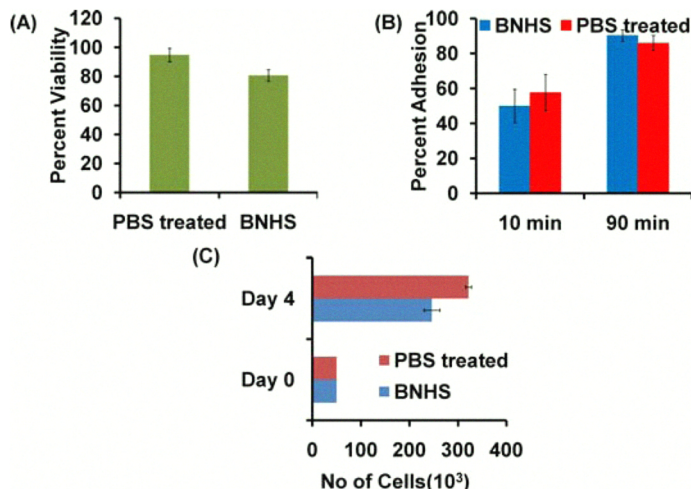 (A)
120
100
80
60
40
20
0
Percent Viability
PBS treated BNHS
(B)
BNHS PBS treated
100
80
60
40
20
0
Percent Adhesion
10 min 90 min
(C)
Day 4
Day 0
PBS treated
BNHS
0 100 200 300 400
No of Cells(10³)